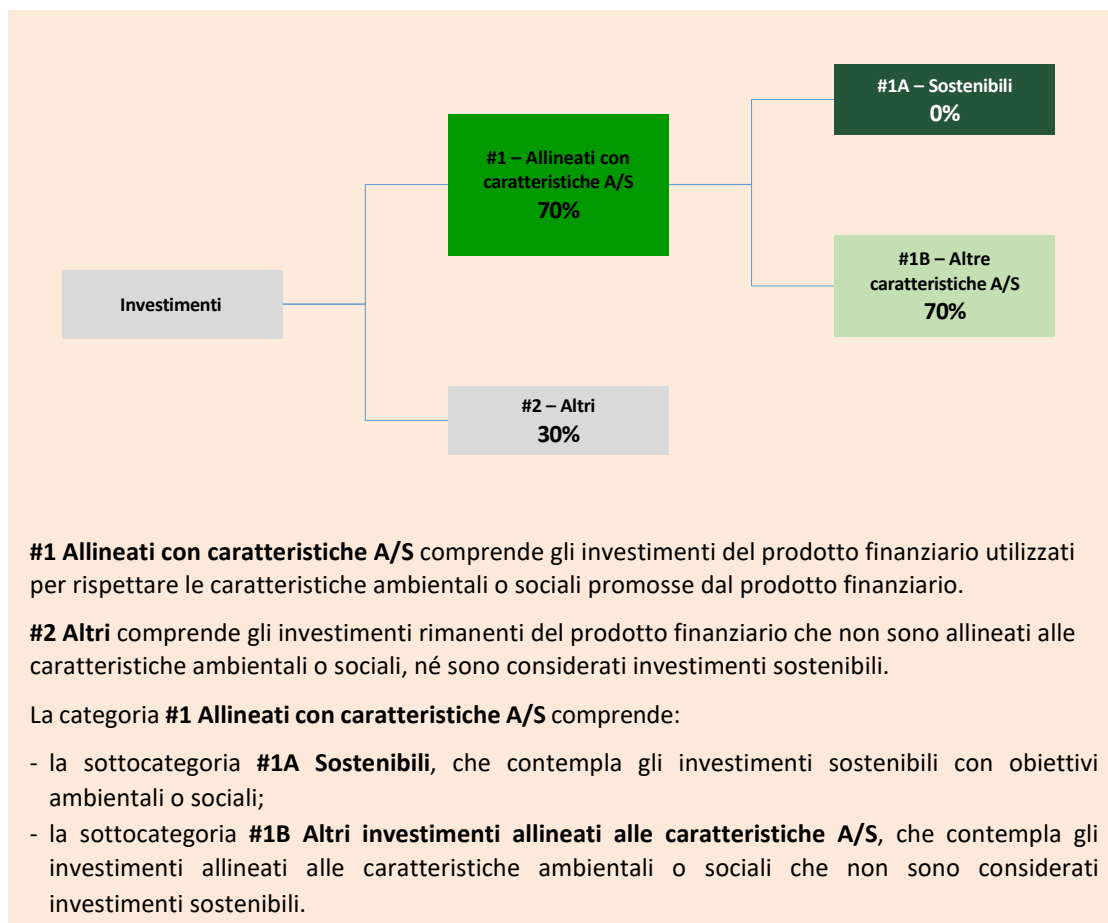 #1A – Sostenibili
0%
#1 – Allineati con
caratteristiche A/S
70%
#1B – Altre
caratteristiche A/S
70%
Investimenti
#2 – Altri
30%
#1 Allineati con caratteristiche A/S comprende gli investimenti del prodotto finanziario utilizzati
per rispettare le caratteristiche ambientali o sociali promosse dal prodotto finanziario.
#2 Altri comprende gli investimenti rimanenti del prodotto finanziario che non sono allineati alle
caratteristiche ambientali o sociali, né sono considerati investimenti sostenibili.
La categoria #1 Allineati con caratteristiche A/S comprende:
- la sottocategoria #1A Sostenibili, che contempla gli investimenti sostenibili con obiettivi
ambientali o sociali;
- la sottocategoria #1B Altri investimenti allineati alle caratteristiche A/S, che contempla gli
investimenti allineati alle caratteristiche ambientali o sociali che non sono considerati
investimenti sostenibili.